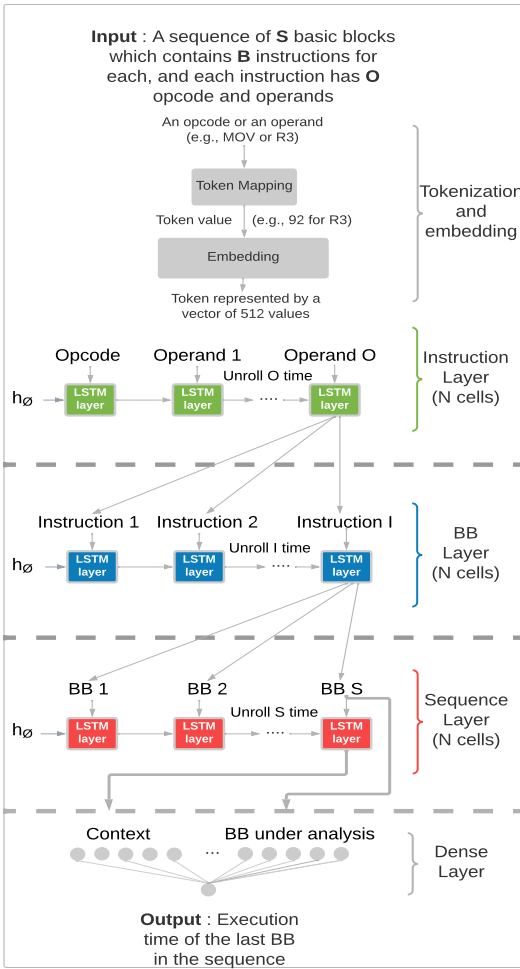 Input : A sequence of S basic blocks
which contains B instructions for
each, and each instruction has O
opcode and operands
An opcode or an operand
(e.g., MOV or R3)
Token Mapping
Token value (e.g., 92 for R3)
Embedding
Token represented by a
vector of 512 values
Tokenization
and
embedding
Opcode Operand 1 Operand O
Unroll O time
hø
LSTM
layer
LSTM
layer
....
LSTM
layer
Instruction
Layer
(N cells)
Instruction 1 Instruction 2 Instruction I
Unroll I time
hø
LSTM
layer
LSTM
layer
....
LSTM
layer
BB
Layer
(N cells)
BB 1 BB 2 BB S
Unroll S time
hø
LSTM
layer
LSTM
layer
....
LSTM
layer
Sequence
Layer
(N cells)
Context ... BB under analysis
Dense
Layer
Output : Execution
time of the last BB
in the sequence